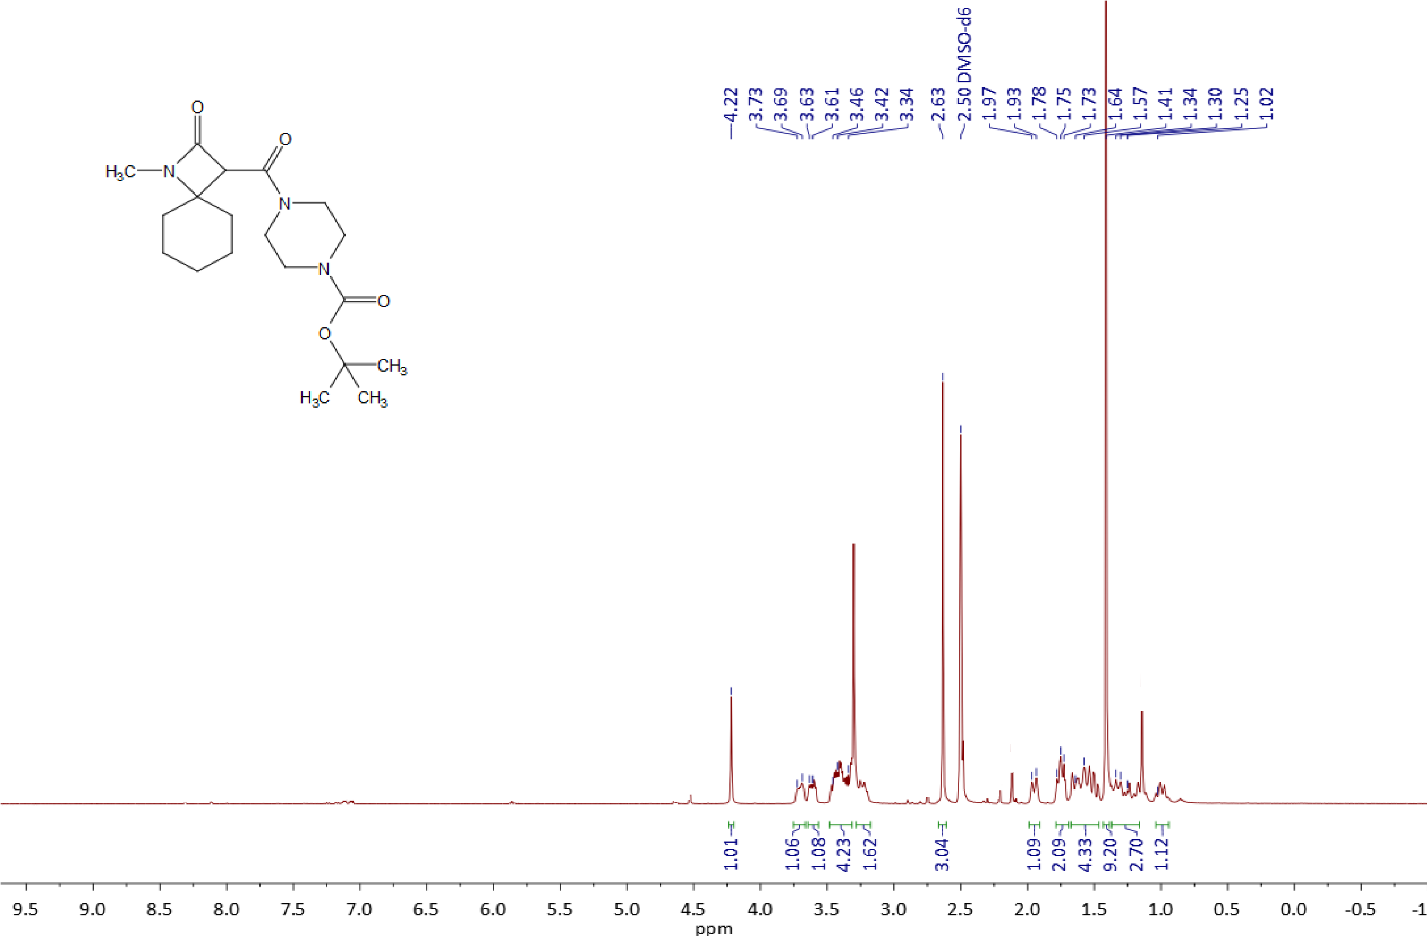 4.22
3.73
3.69
3.63
3.61
3.46
3.42
3.34
2.63
2.50 DMSO-d6
1.97
1.93
1.78
1.75
1.73
1.64
1.57
1.41
1.34
1.30
1.25
1.02
O
O
H₃C
N
N
N
O
O
CH₃
H₃C
CH₃
1.01
1.06
1.08
4.23
1.62
3.04
1.09
2.09
4.33
9.20
2.70
1.12
9.5 9.0 8.5 8.0 7.5 7.0 6.5 6.0 5.5 5.0 4.5 4.0 3.5 3.0 2.5 2.0 1.5 1.0 0.5 0.0 -0.5 -1
ppm